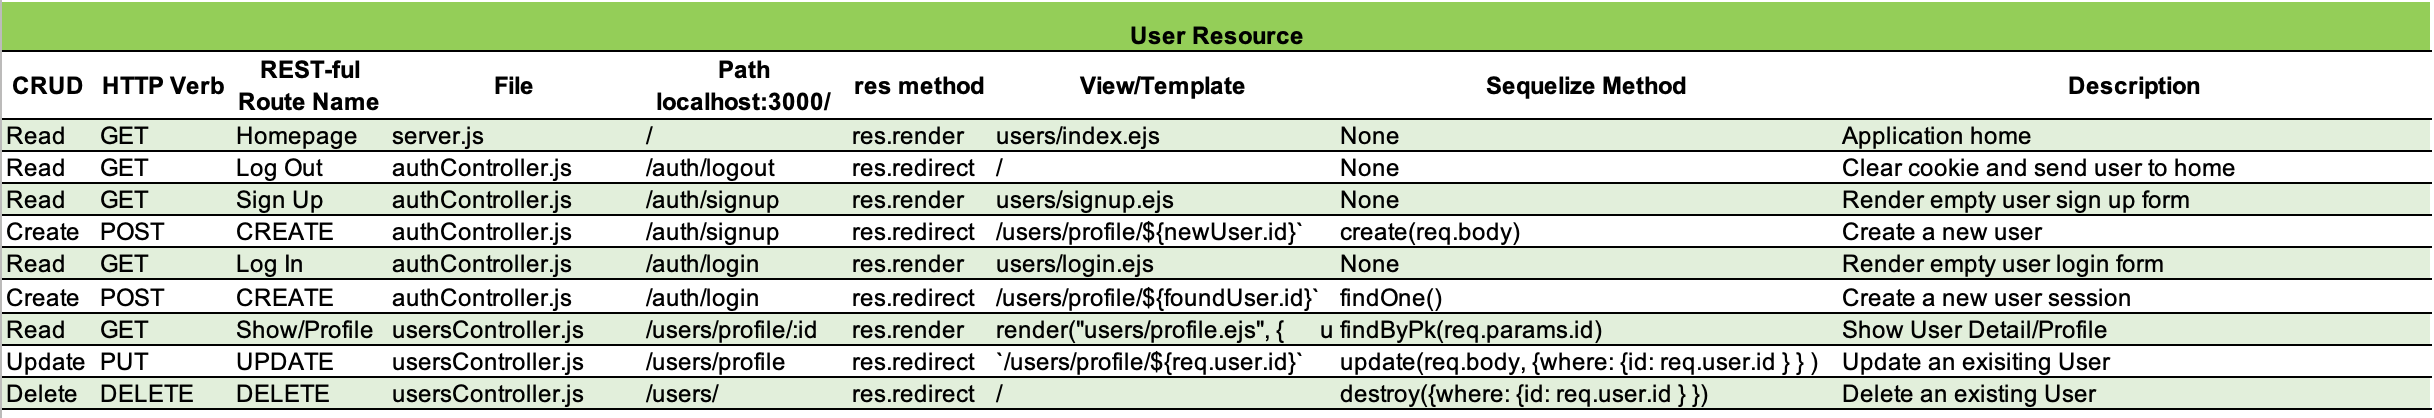 User Resource
CRUD HTTP Verb REST-ful Route Name File Path localhost:3000/ res method View/Template Sequelize Method Description
Read GET Homepage server.js / res.render users/index.ejs None Application home
Read GET Log Out authController.js /auth/logout res.redirect / None Clear cookie and send user to home
Read GET Sign Up authController.js /auth/signup res.render users/signup.ejs None Render empty user sign up form
Create POST CREATE authController.js /auth/signup res.redirect /users/profile/${newUser.id}` create(req.body) Create a new user
Read GET Log In authController.js /auth/login res.render users/login.ejs None Render empty user login form
Create POST CREATE authController.js /auth/login res.redirect /users/profile/${foundUser.id}` findOne() Create a new user session
Read GET Show/Profile usersController.js /users/profile/:id res.render render("users/profile.ejs", { u findByPk(req.params.id) Show User Detail/Profile
Update PUT UPDATE usersController.js /users/profile res.redirect `/users/profile/${req.user.id}` update(req.body, {where: {id: req.user.id } } ) Update an exisiting User
Delete DELETE DELETE usersController.js /users/ res.redirect / destroy({where: {id: req.user.id } }) Delete an existing User